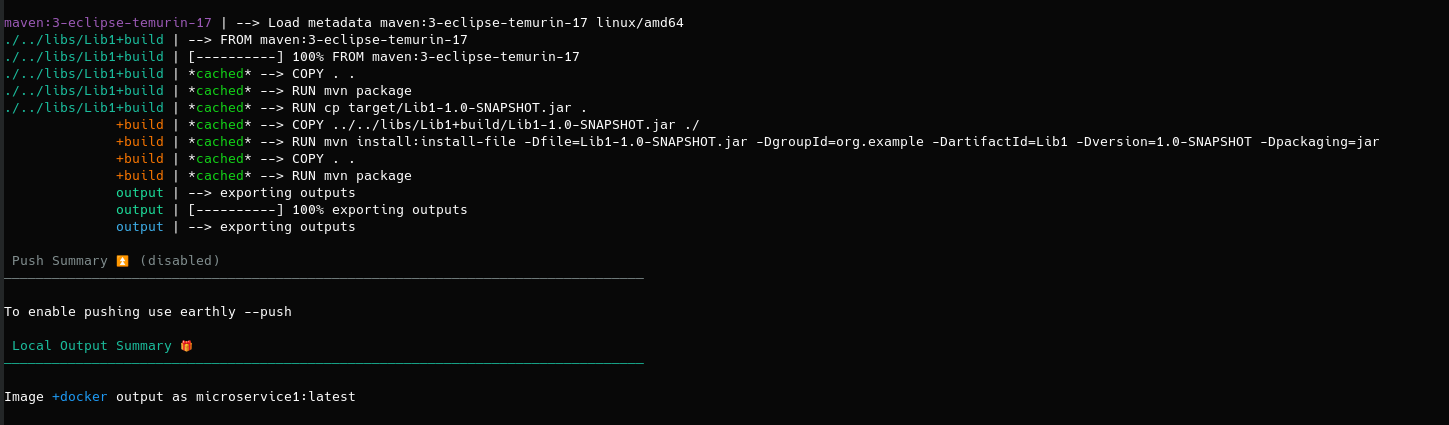 maven:3-eclipse-temurin-17 | --> Load metadata maven:3-eclipse-temurin-17 linux/amd64
./../libs/Lib1+build | --> FROM maven:3-eclipse-temurin-17
./../libs/Lib1+build | [----------] 100% FROM maven:3-eclipse-temurin-17
./../libs/Lib1+build | *cached* --> COPY . .
./../libs/Lib1+build | *cached* --> RUN mvn package
./../libs/Lib1+build | *cached* --> RUN cp target/Lib1-1.0-SNAPSHOT.jar .
+build | *cached* --> COPY ../../libs/Lib1+build/Lib1-1.0-SNAPSHOT.jar ./
+build | *cached* --> RUN mvn install:install-file -Dfile=Lib1-1.0-SNAPSHOT.jar -DgroupId=org.example -DartifactId=Lib1 -Dversion=1.0-SNAPSHOT -Dpackaging=jar
+build | *cached* --> COPY . .
+build | *cached* --> RUN mvn package
output | --> exporting outputs
output | [----------] 100% exporting outputs
output | --> exporting outputs
Push Summary ⏫ (disabled)
To enable pushing use earthly --push
Local Output Summary 🎁
Image +docker output as microservice1:latest